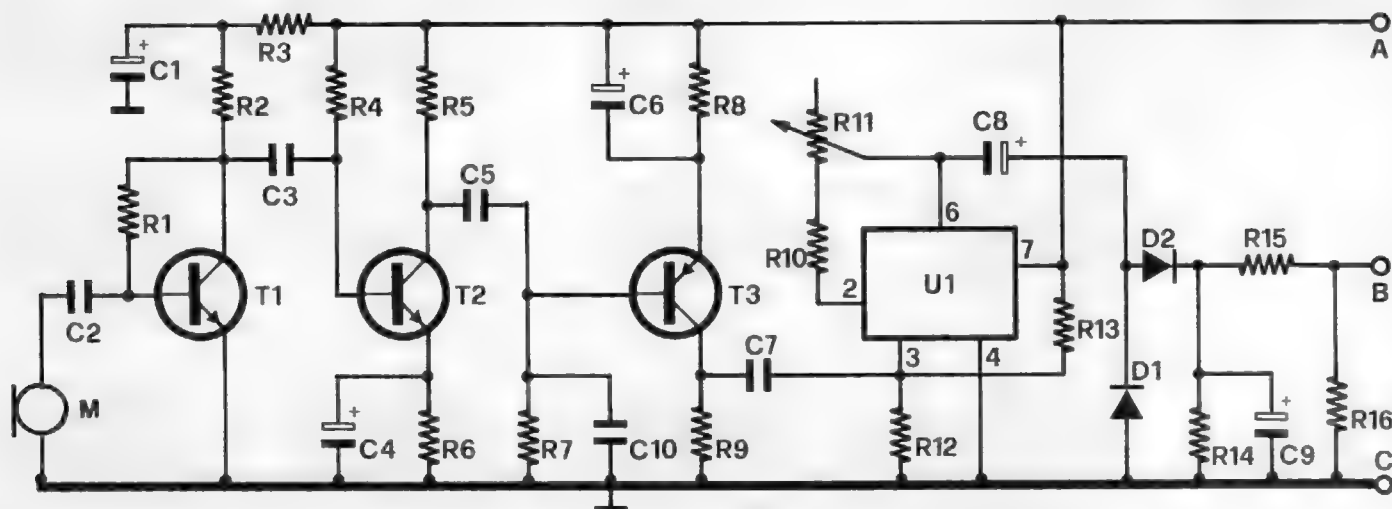 A
R3
+
C1
R2
R4
R5
+
C6
R8
R11
C8
+
C3
C5
R1
6
D2
R15
R10
7
T1
T2
T3
2
U1
B
C2
R13
3
4
C7
D1
M
+
C4
R6
R7
C10
R9
R12
R14
+
C9
R16
C